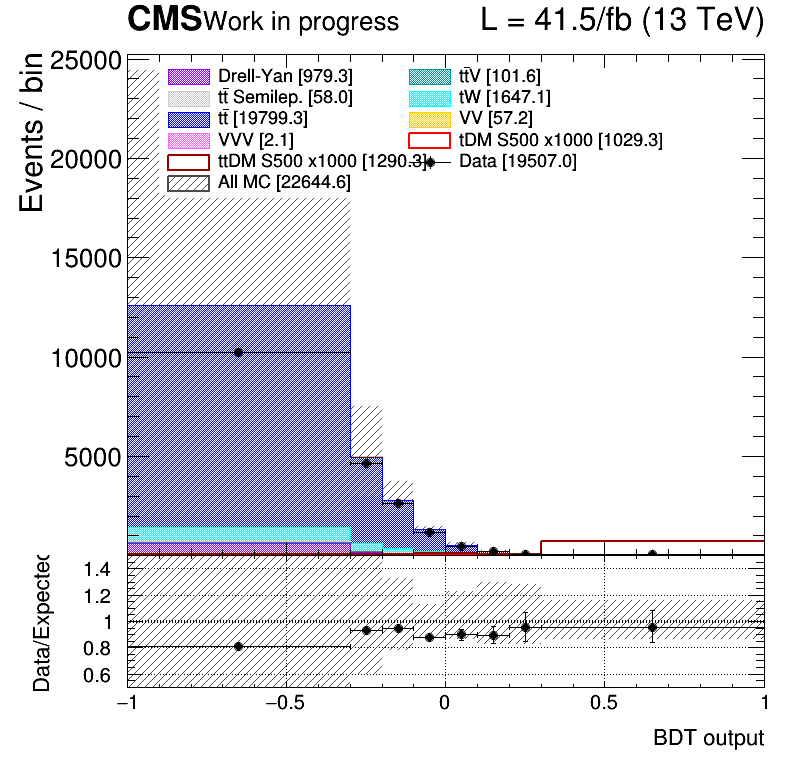 CMS Work in progress L = 41.5/fb (13 TeV)
Events / bin
25000
20000
15000
10000
5000
Drell-Yan [979.3] tt̄V [101.6]
tt̄ Semilep. [58.0] tW [1647.1]
tt̄ [19799.3] VV [57.2]
VVV [2.1] tDM S500 x1000 [1029.3]
ttDM S500 x1000 [1290.3] Data [19507.0]
All MC [22644.6]
Data/Expected
1.4
1.2
1
0.8
0.6
−1 −0.5 0 0.5 1
BDT output